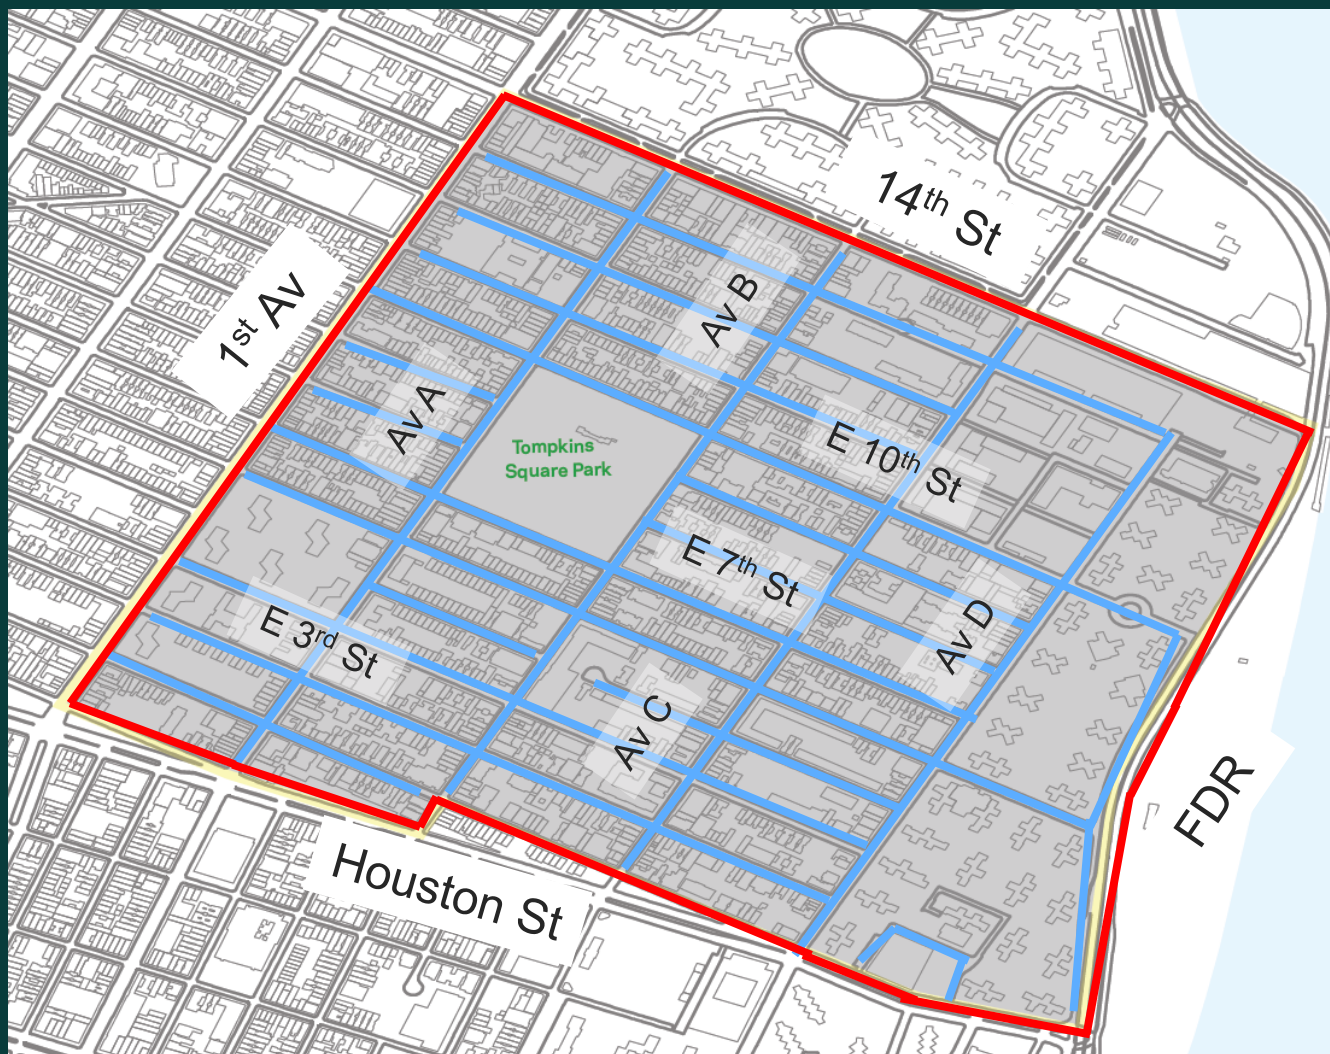 14th St
1st Av
Av B
Av A
Tompkins
Square Park
E 10th St
E 7th St
E 3rd St
Av D
Av C
FDR
Houston St